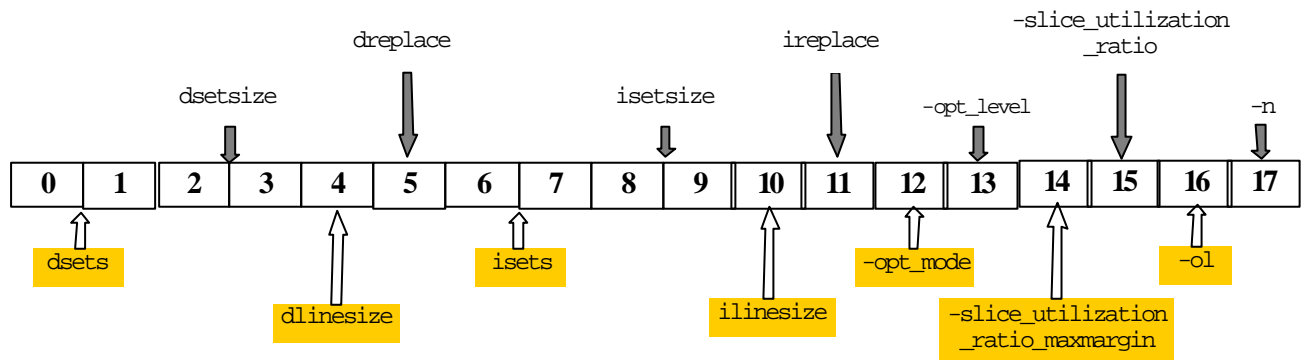 -slice_utilization
_ratio
dreplace
ireplace
dsetsize
isetsize
-opt_level
-n
0 1 2 3 4 5 6 7 8 9 10 11 12 13 14 15 16 17
dsets
isets
-opt_mode
-ol
dlinesize
ilinesize
-slice_utilization
_ratio_maxmargin